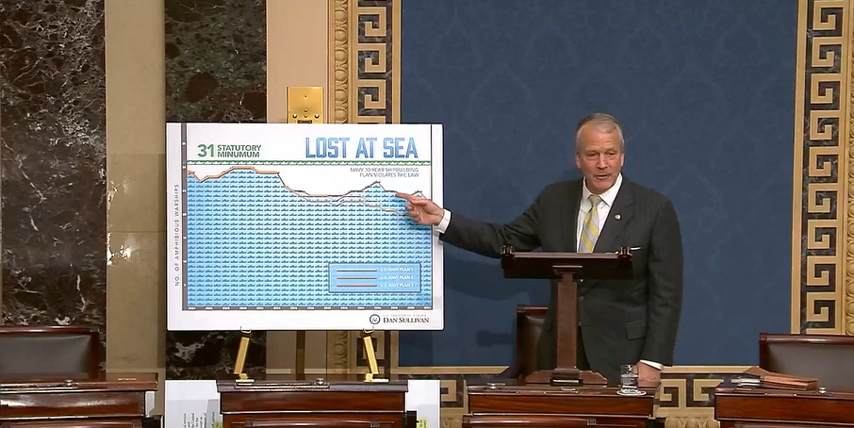 31 STATUTORY
MINUMUM
LOST AT SEA
NAVY 30-YEAR SHIPBUILDING
PLAN VIOLATES THE LAW
NO. OF AMPHIBIOUS WARSHIPS
U.S. NAVY PLAN 1
U.S. NAVY PLAN 2
U.S. NAVY PLAN 3
DAN SULLIVAN